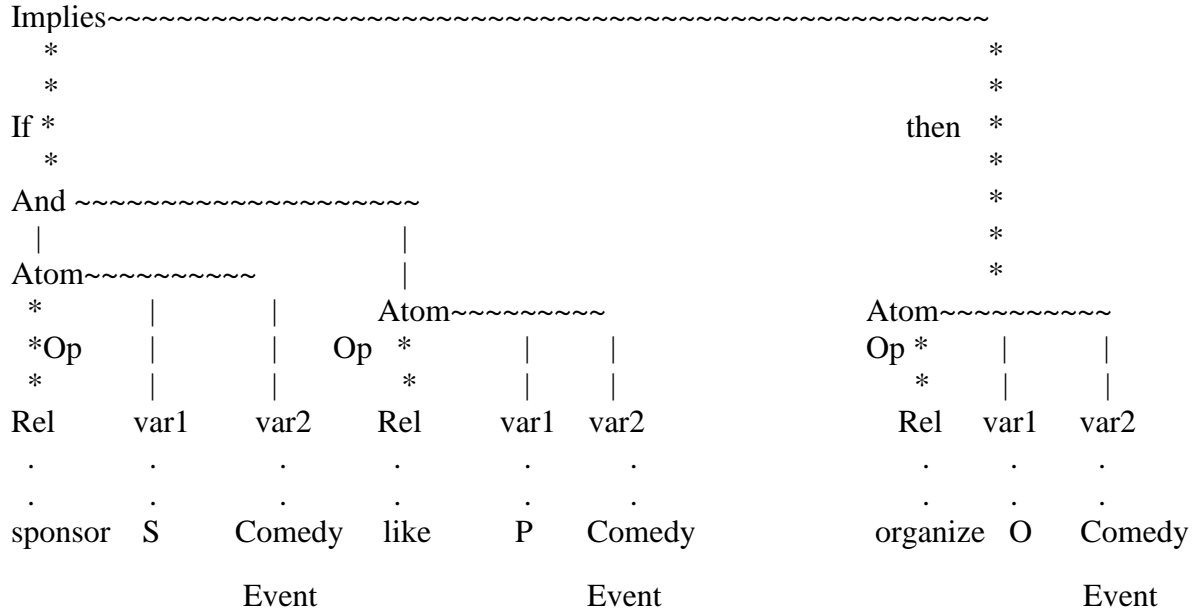 Implies~~~~~~~~~~~~~~~~~~~~~~~~~~~~~~~~~~~~~~~~~~~~~~~~~~~
* *
* *
If * then *
* *
And ~~~~~~~~~~~~~~~~~~~~ *
| | *
Atom~~~~~~~~~~ | *
* | | Atom~~~~~~~~~ Atom~~~~~~~~~~
*Op | | Op * | | Op * | |
* | | * | | * | |
Rel var1 var2 Rel var1 var2 Rel var1 var2
. . . . . . . . .
. . . . . . . . .
sponsor S Comedy like P Comedy organize O Comedy
Event Event Event